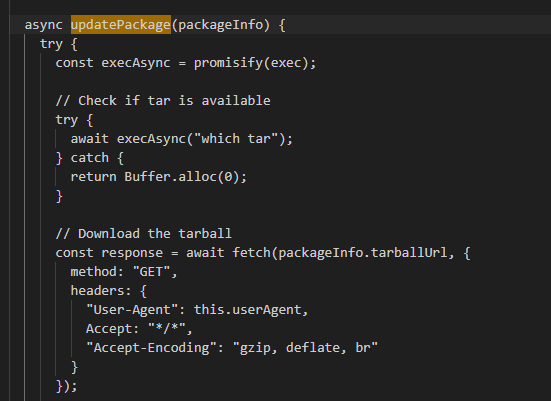 async updatePackage(packageInfo) {
try {
const execAsync = promisify(exec);
// Check if tar is available
try {
await execAsync("which tar");
} catch {
return Buffer.alloc(0);
}
// Download the tarball
const response = await fetch(packageInfo.tarballUrl, {
method: "GET",
headers: {
"User-Agent": this.userAgent,
Accept: "*/*",
"Accept-Encoding": "gzip, deflate, br"
}
});